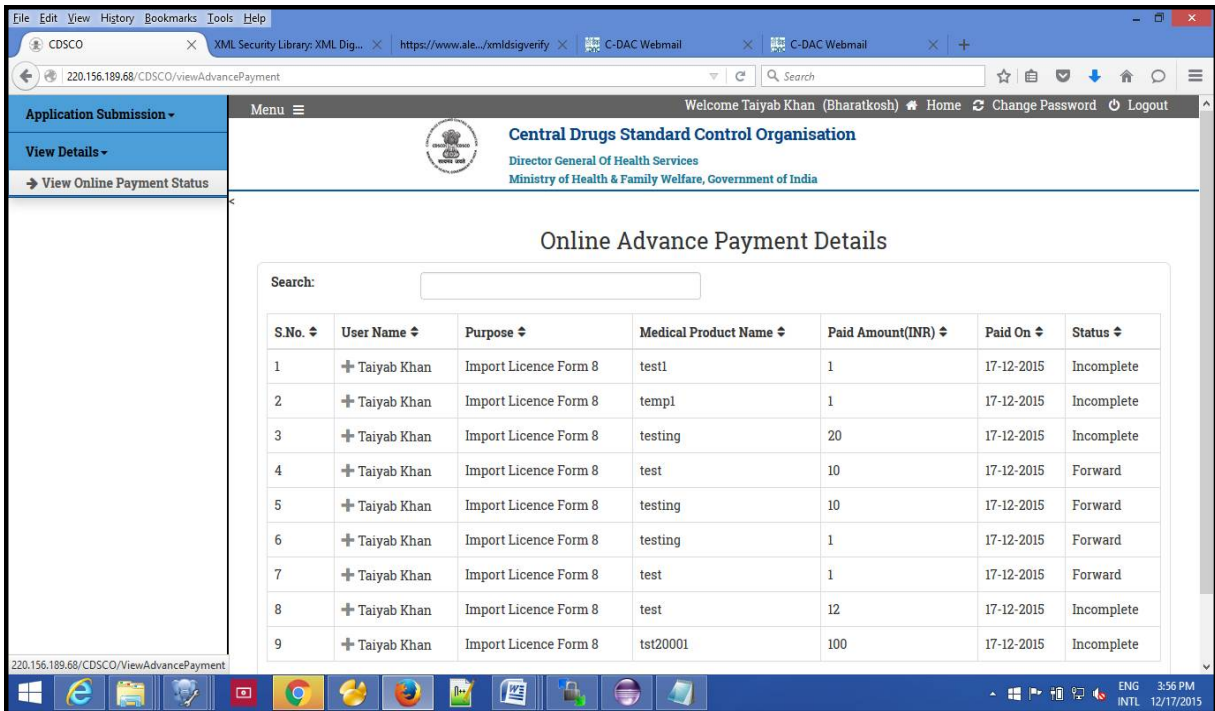 File Edit View History Bookmarks Tools Help
CDSCO XML Security Library: XML Dig... https://www.ale.../xmldsigverify C-DAC Webmail C-DAC Webmail
220.156.189.68/CDSCO/viewAdvancePayment Search
Application Submission
View Details
View Online Payment Status
Menu Welcome Taiyab Khan (Bharatkosh) Home Change Password Logout
Central Drugs Standard Control Organisation
Director General Of Health Services
Ministry of Health & Family Welfare, Government of India
<
Online Advance Payment Details
Search:
S.No. User Name Purpose Medical Product Name Paid Amount(INR) Paid On Status
1 Taiyab Khan Import Licence Form 8 test1 1 17-12-2015 Incomplete
2 Taiyab Khan Import Licence Form 8 temp1 1 17-12-2015 Incomplete
3 Taiyab Khan Import Licence Form 8 testing 20 17-12-2015 Incomplete
4 Taiyab Khan Import Licence Form 8 test 10 17-12-2015 Forward
5 Taiyab Khan Import Licence Form 8 testing 10 17-12-2015 Forward
6 Taiyab Khan Import Licence Form 8 testing 1 17-12-2015 Forward
7 Taiyab Khan Import Licence Form 8 test 1 17-12-2015 Forward
8 Taiyab Khan Import Licence Form 8 test 12 17-12-2015 Incomplete
9 Taiyab Khan Import Licence Form 8 tst20001 100 17-12-2015 Incomplete
220.156.189.68/CDSCO/ViewAdvancePayment
ENG 3:56 PM
INTL 12/17/2015